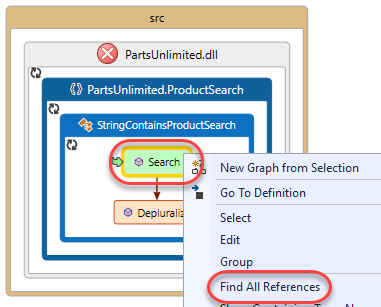 src
PartsUnlimited.dll
PartsUnlimited.ProductSearch
StringContainsProductSearch
Search
New Graph from Selection
Go To Definition
Depluraliz
Select
Edit
Group
Find All References